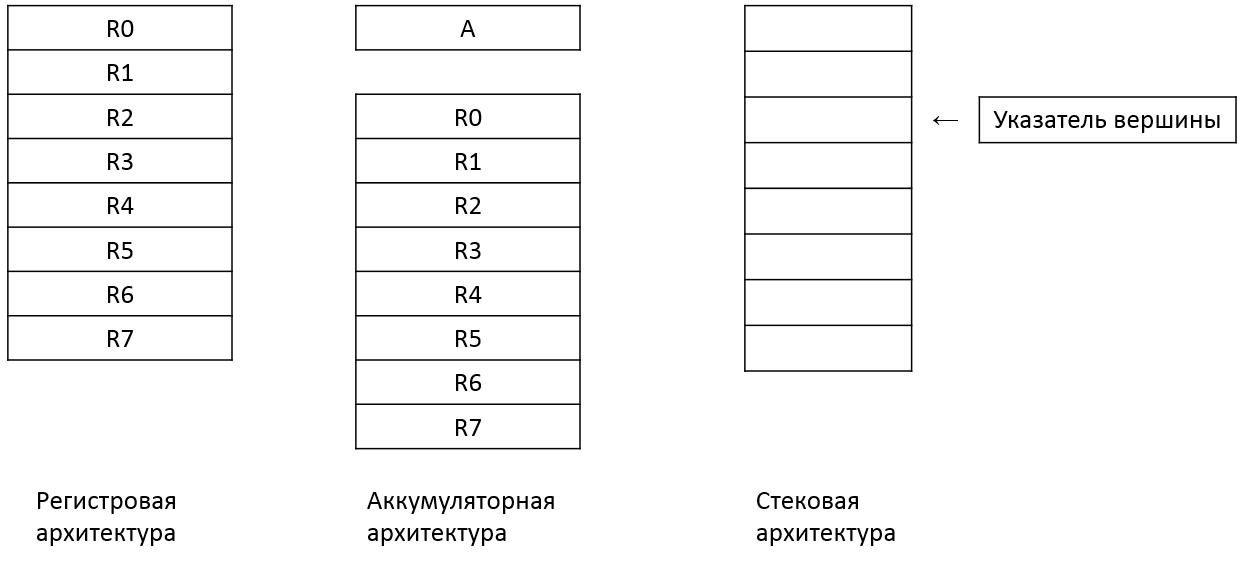 R0
R1
R2
R3
R4
R5
R6
R7
Регистровая
архитектура
A
R0
R1
R2
R3
R4
R5
R6
R7
Аккумуляторная
архитектура
Указатель вершины
Стековая
архитектура